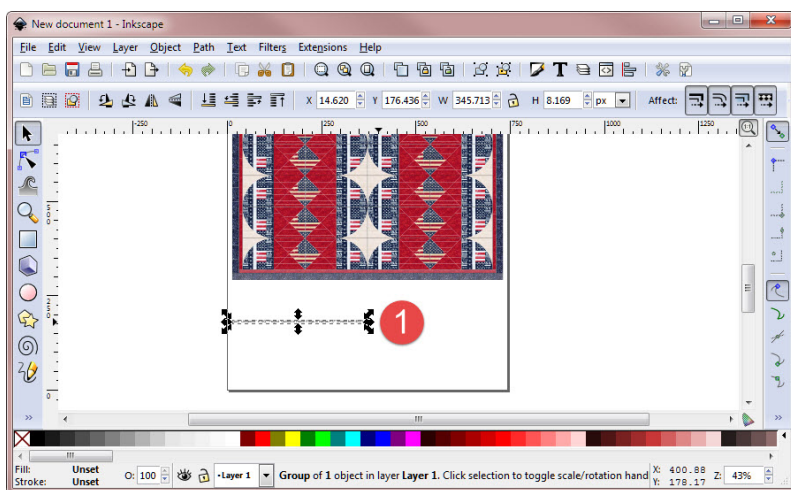 New document 1 - Inkscape
File Edit View Layer Object Path Text Filters Extensions Help
X 14.620 Y 176.436 W 345.713 H 8.169 px Affect:
-250 0 250 500 750 1000 1250
500
250
0
1
Fill: Unset
Stroke: Unset
O: 100 Layer 1 Group of 1 object in layer Layer 1. Click selection to toggle scale/rotation hand
X: 400.88
Y: 178.17
Z: 43%